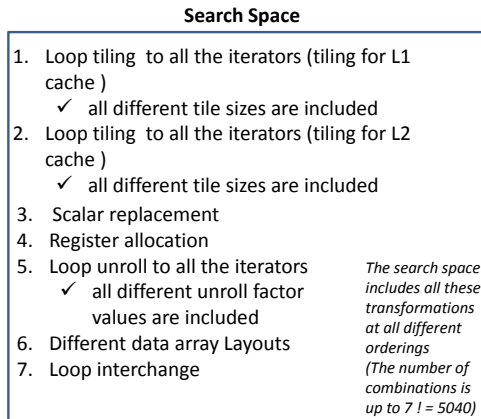 Search Space
1. Loop tiling to all the iterators (tiling for L1
cache )
✓ all different tile sizes are included
2. Loop tiling to all the iterators (tiling for L2
cache )
✓ all different tile sizes are included
3. Scalar replacement
4. Register allocation
5. Loop unroll to all the iterators
✓ all different unroll factor
values are included
6. Different data array Layouts
7. Loop interchange
The search space
includes all these
transformations
at all different
orderings
(The number of
combinations is
up to 7 ! = 5040)